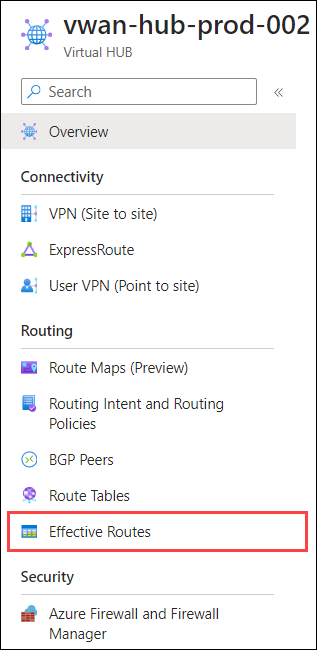 vwan-hub-prod-002
Virtual HUB
Search
Overview
Connectivity
VPN (Site to site)
ExpressRoute
User VPN (Point to site)
Routing
Route Maps (Preview)
Routing Intent and Routing
Policies
BGP Peers
Route Tables
Effective Routes
Security
Azure Firewall and Firewall
Manager